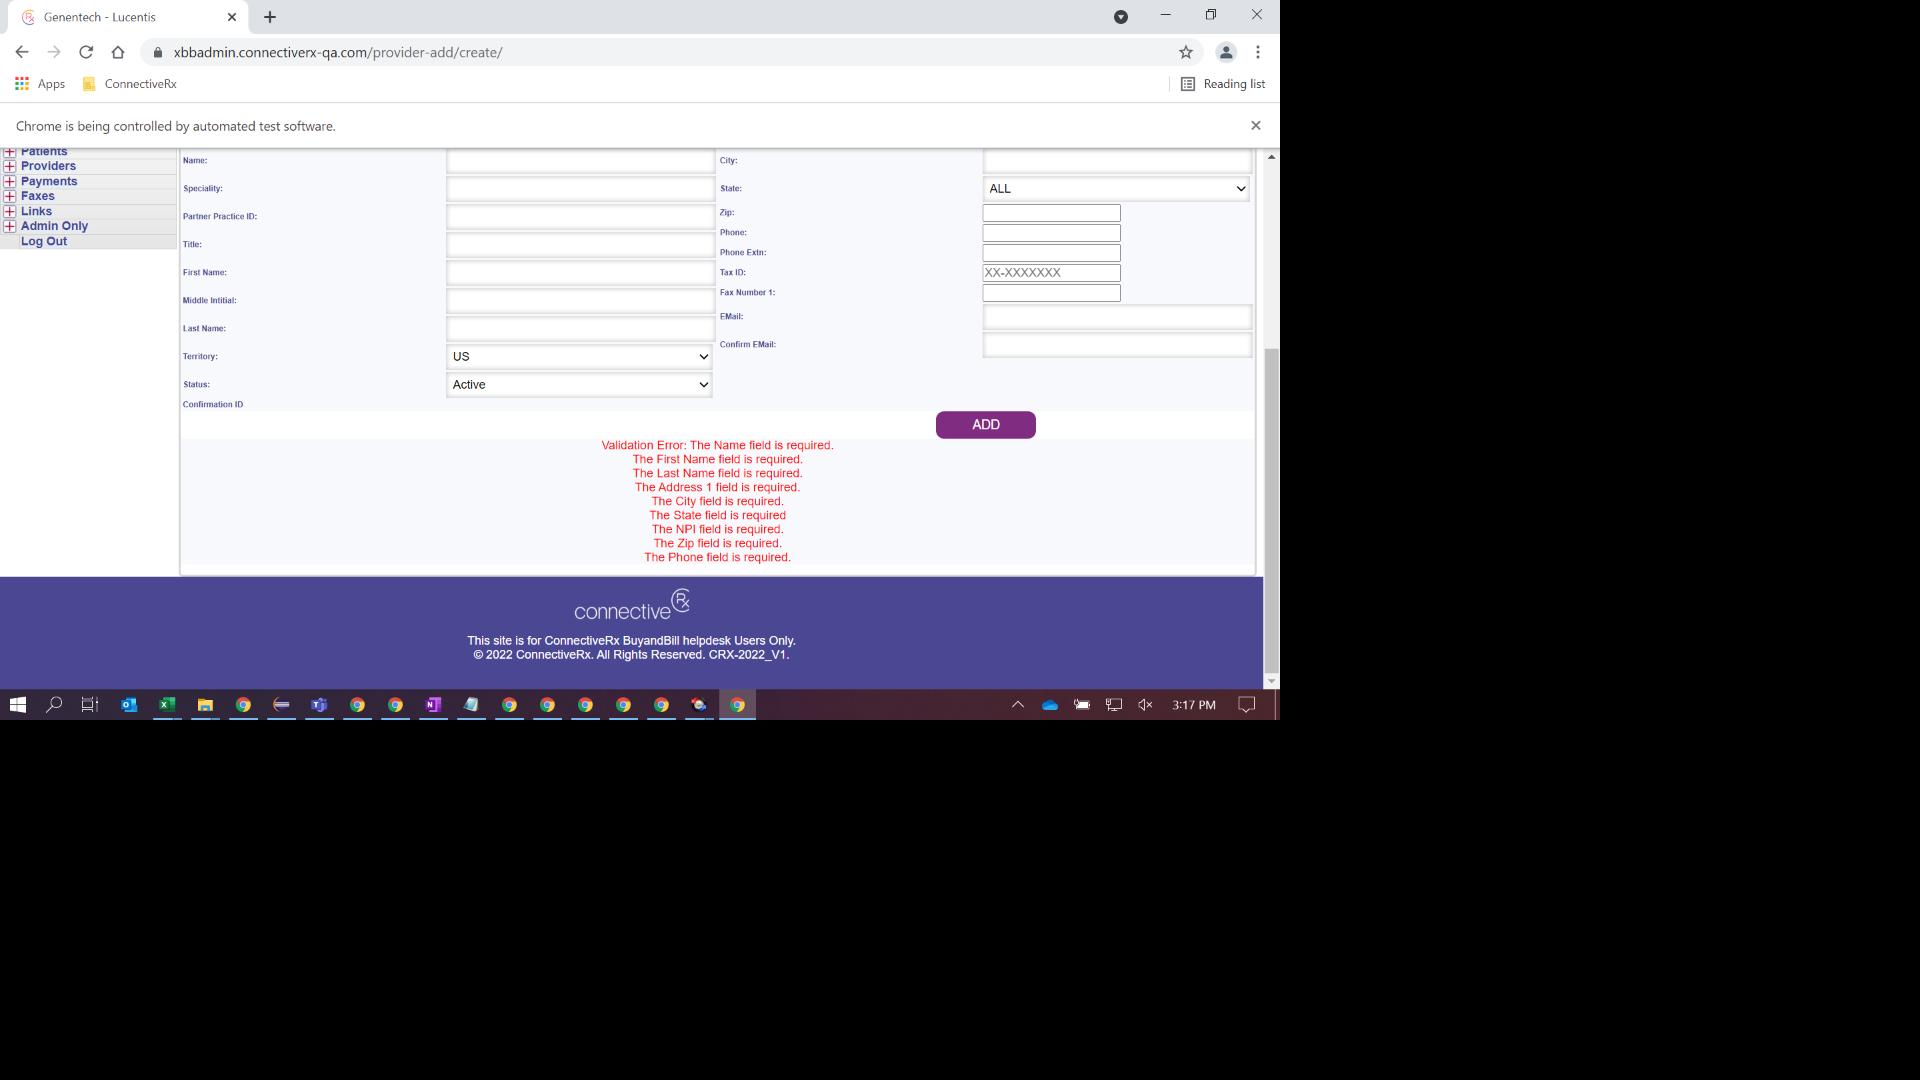 Genentech - Lucentis
xbbadmin.connectiverx-qa.com/provider-add/create/
Apps
ConnectiveRx
Reading list
Chrome is being controlled by automated test software.
Patients
Providers
Payments
Faxes
Links
Admin Only
Log Out
Name:
Speciality:
Partner Practice ID:
Title:
First Name:
Middle Intitial:
Last Name:
Territory:
US
Status:
Active
Confirmation ID
City:
State:
ALL
Zip:
Phone:
Phone Extn:
Tax ID:
XX-XXXXXXX
Fax Number 1:
EMail:
Confirm EMail:
ADD
Validation Error: The Name field is required.
The First Name field is required.
The Last Name field is required.
The Address 1 field is required.
The City field is required.
The State field is required
The NPI field is required.
The Zip field is required.
The Phone field is required.
connective Rx
This site is for ConnectiveRx BuyandBill helpdesk Users Only.
© 2022 ConnectiveRx. All Rights Reserved. CRX-2022_V1.
3:17 PM